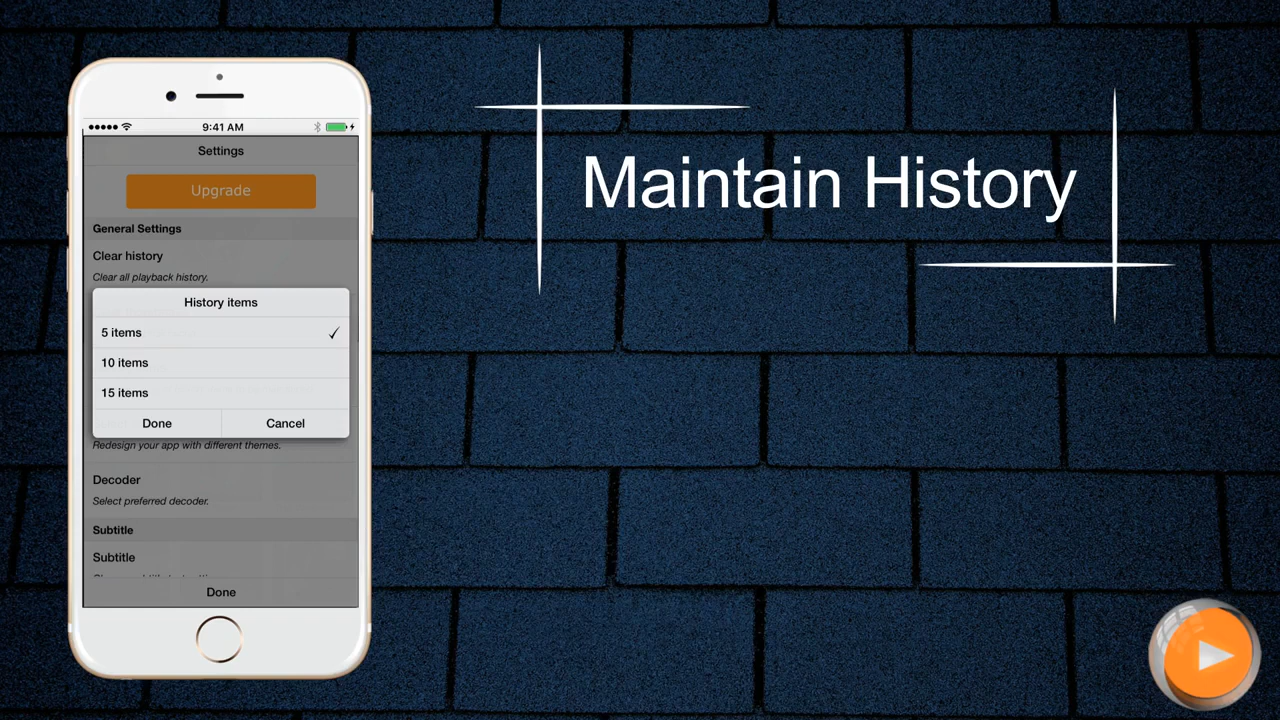 9:41 AM
Settings
Upgrade
General Settings
Clear history
Clear all playback history.
History items
5 items
10 items
15 items
Done
Cancel
Redesign your app with different themes.
Decoder
Select preferred decoder.
Subtitle
Subtitle
Done
Maintain History